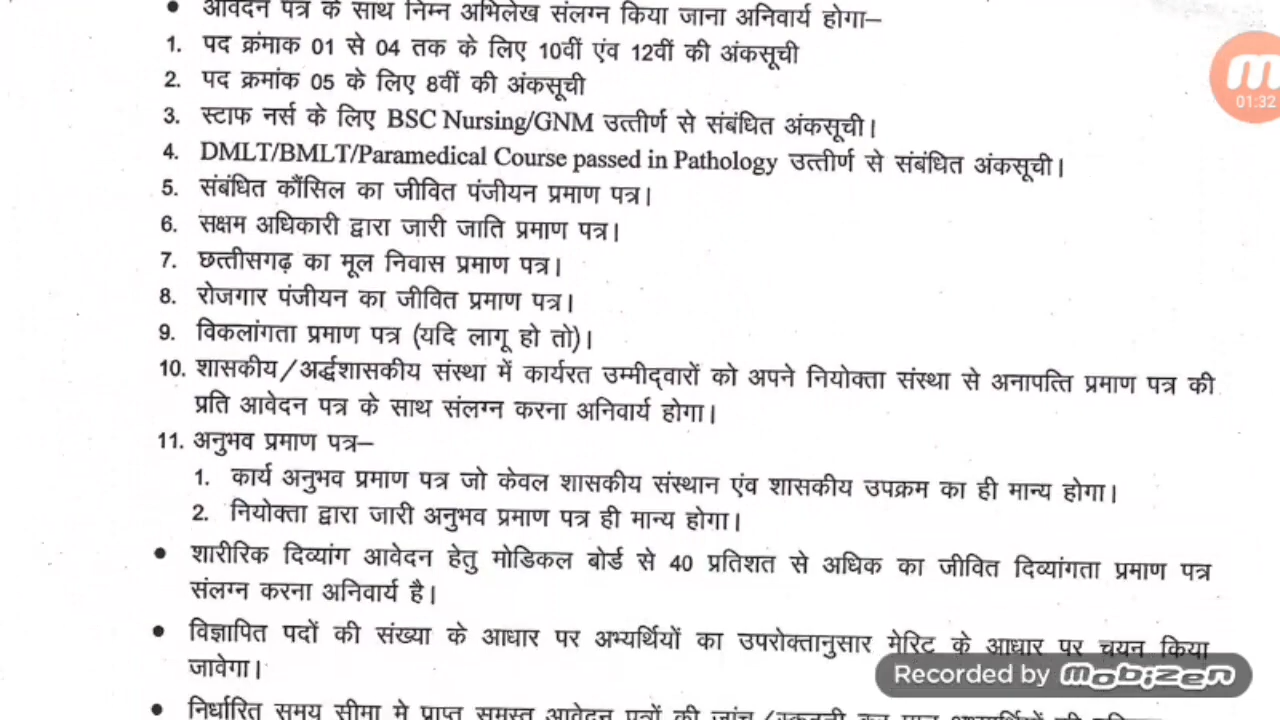 • आवेदन पत्र के साथ निम्न अभिलेख संलग्न किया जाना अनिवार्य होगा–
1. पद क्रंमाक 01 से 04 तक के लिए 10वीं एंव 12वीं की अंकसूची
2. पद क्रमांक 05 के लिए 8वीं की अंकसूची
3. स्टाफ नर्स के लिए BSC Nursing/GNM उत्तीर्ण से संबंधित अंकसूची।
4. DMLT/BMLT/Paramedical Course passed in Pathology उत्तीर्ण से संबंधित अंकसूची।
5. संबंधित कौंसिल का जीवित पंजीयन प्रमाण पत्र।
6. सक्षम अधिकारी द्वारा जारी जाति प्रमाण पत्र।
7. छत्तीसगढ़ का मूल निवास प्रमाण पत्र।
8. रोजगार पंजीयन का जीवित प्रमाण पत्र।
9. विकलांगता प्रमाण पत्र (यदि लागू हो तो)।
10. शासकीय/अर्द्धशासकीय संस्था में कार्यरत उम्मीद्वारों को अपने नियोक्ता संस्था से अनापत्ति प्रमाण पत्र की
प्रति आवेदन पत्र के साथ संलग्न करना अनिवार्य होगा।
11. अनुभव प्रमाण पत्र–
1. कार्य अनुभव प्रमाण पत्र जो केवल शासकीय संस्थान एंव शासकीय उपक्रम का ही मान्य होगा।
2. नियोक्ता द्वारा जारी अनुभव प्रमाण पत्र ही मान्य होगा।
• शारीरिक दिव्यांग आवेदन हेतु मोडिकल बोर्ड से 40 प्रतिशत से अधिक का जीवित दिव्यांगता प्रमाण पत्र
संलग्न करना अनिवार्य है।
• विज्ञापित पदों की संख्या के आधार पर अभ्यर्थियों का उपरोक्तानुसार मेरिट के आधार पर चयन किया
जावेगा।
• निर्धारित समय सीमा मे प्राप्त समस्त आवेदन पत्रों की जांच
01:32
Recorded by mobizen